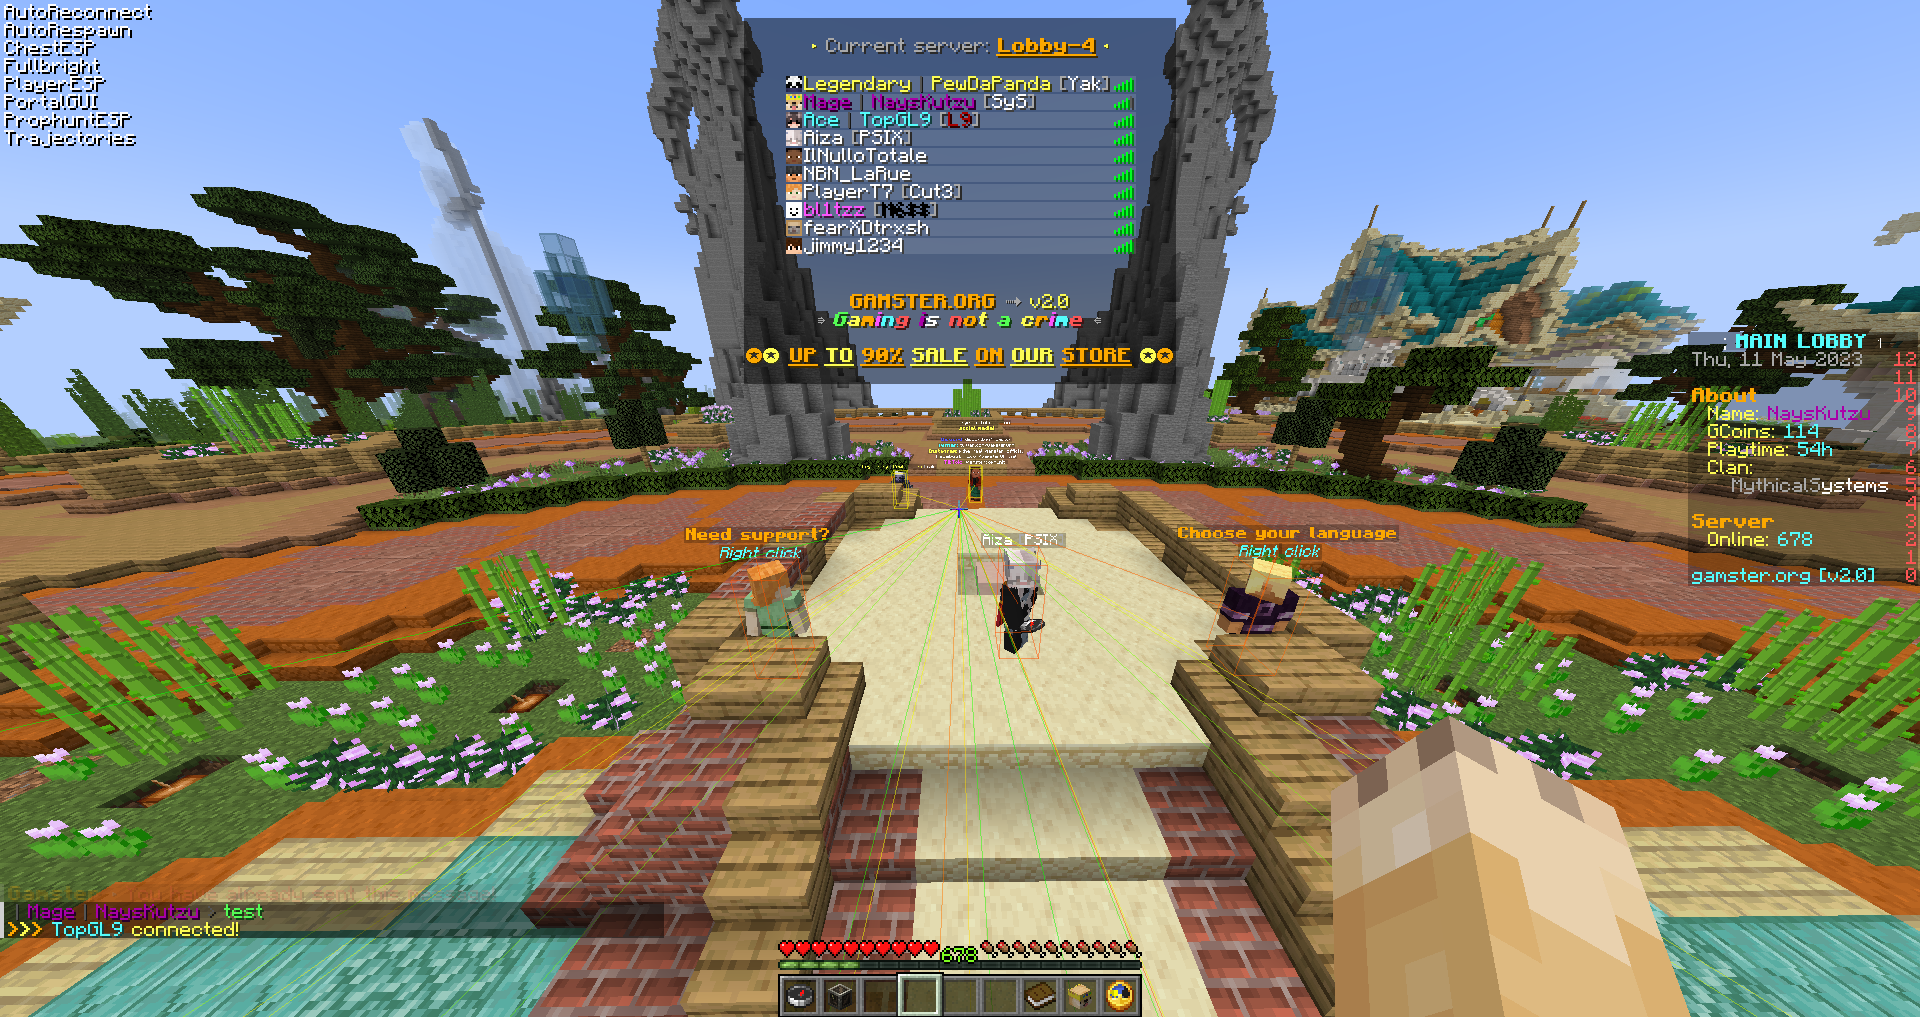 AutoReconnect
AutoRespawn
ChestESP
Fullbright
PlayerESP
PortalGUI
ProphuntESP
Trajectories
Current server: Lobby-4
Legendary | PewDaPanda [Yak]
Mage | NaysKutzu [SyS]
Ace | TopGL9 [L9]
Aiza [PSIX]
IlNulloTotale
NBN_LaRue
PlayerT7 [Cut3]
bl1tzz
fearXDtrxsh
jimmy1234
GAMSTER.ORG ⇒ v2.0
Gaming is not a crime
✪✪ UP TO 90% SALE ON OUR STORE ✪✪
MAIN LOBBY
Thu, 11 May 2023 12
11
About 10
Name: NaysKutzu 9
GCoins: 114 8
Playtime: 54h 7
Clan: 6
MythicalSystems 5
4
Server 3
Online: 678 2
1
gamster.org [v2.0] 0
Need support?
Right click
Aiza PSIX
Choose your language
Right click
| Mage | NaysKutzu / test
>>> TopGL9 connected!
678